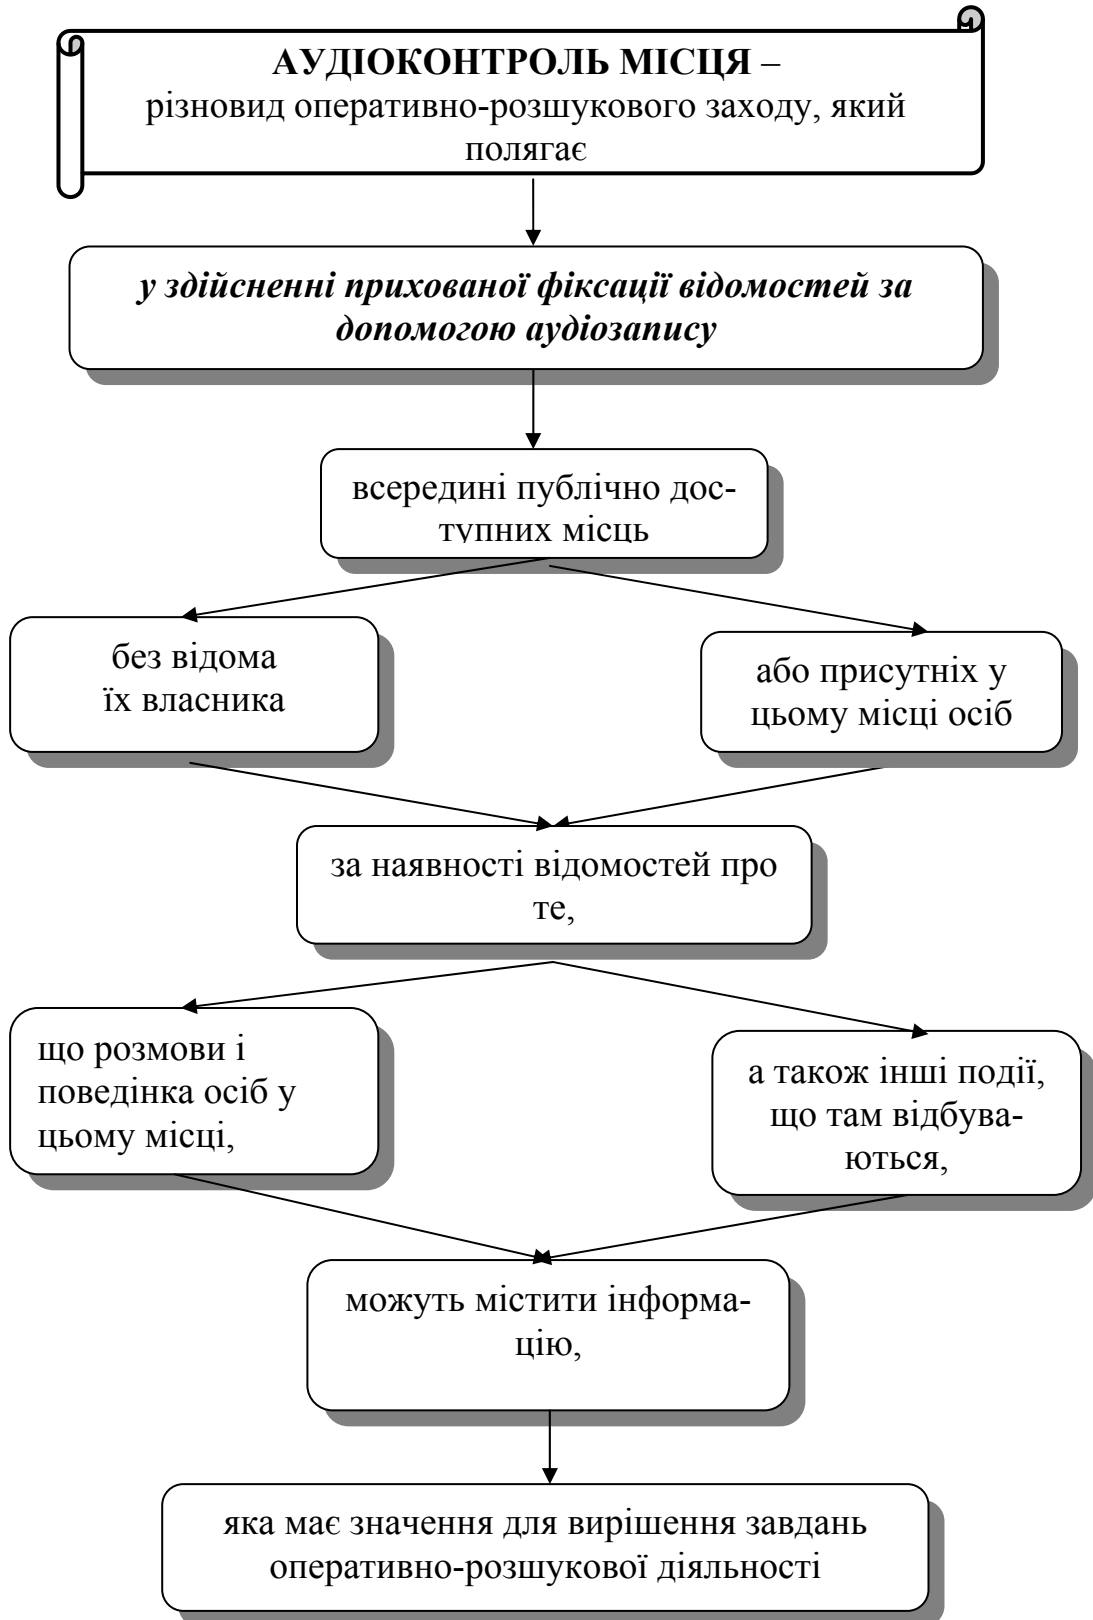 АУДІОКОНТРОЛЬ МІСЦЯ –
різновид оперативно-розшукового заходу, який
полягає
у здійсненні прихованої фіксації відомостей за
допомогою аудіозапису
всередині публічно дос-
тупних місць
без відома
їх власника
або присутніх у
цьому місці осіб
за наявності відомостей про
те,
що розмови і
поведінка осіб у
цьому місці,
а також інші події,
що там відбува-
ються,
можуть містити інформа-
цію,
яка має значення для вирішення завдань
оперативно-розшукової діяльності